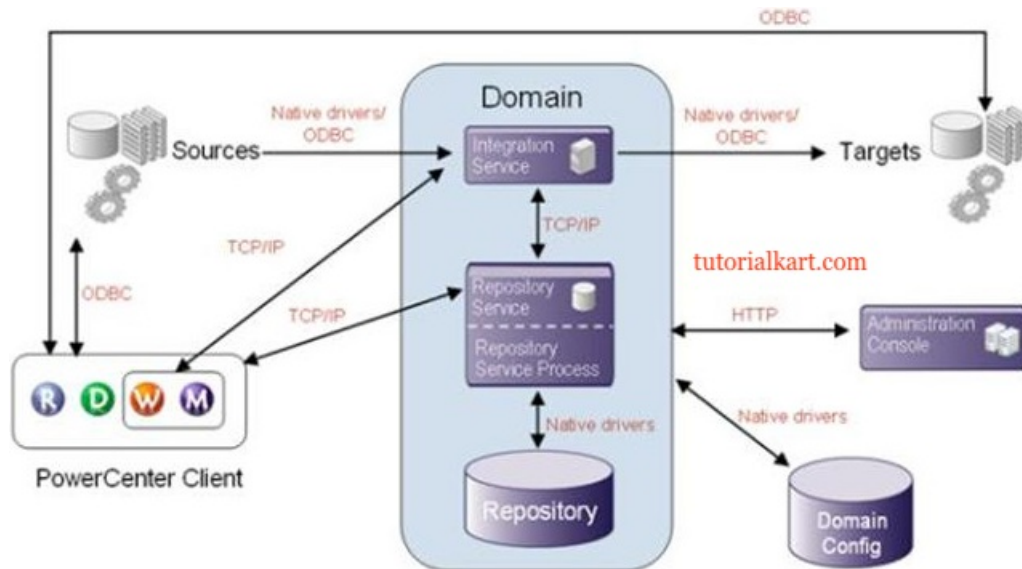 ODBC
Domain
Native drivers/
ODBC
Native drivers/
ODBC
Sources
Integration
Service
Targets
TCP/IP
TCP/IP
tutorialkart.com
ODBC
TCP/IP
Repository
Service
Repository
Service Process
HTTP
Administration
Console
R D W M
PowerCenter Client
Native drivers
Native drivers
Repository
Domain
Config